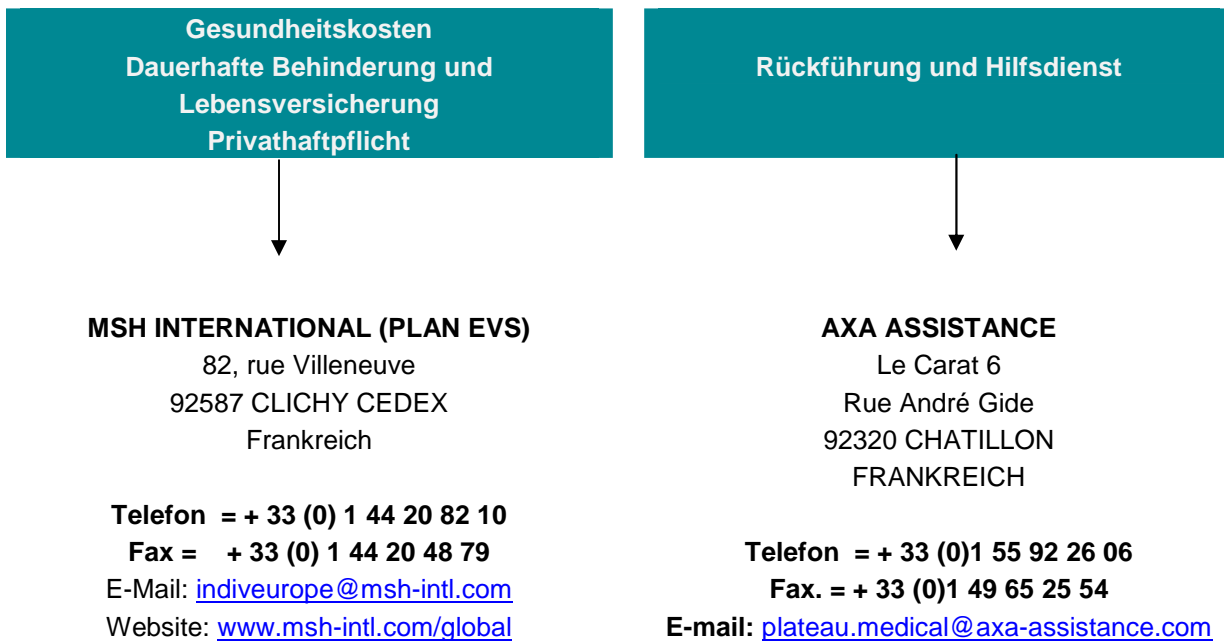 Gesundheitskosten
Dauerhafte Behinderung und
Lebensversicherung
Privathaftpflicht
MSH INTERNATIONAL (PLAN EVS)
82, rue Villeneuve
92587 CLICHY CEDEX
Frankreich
Telefon = + 33 (0) 1 44 20 82 10
Fax = + 33 (0) 1 44 20 48 79
E-Mail: indiveurope@msh-intl.com
Website: www.msh-intl.com/global
Rückführung und Hilfsdienst
AXA ASSISTANCE
Le Carat 6
Rue André Gide
92320 CHATILLON
FRANKREICH
Telefon = + 33 (0)1 55 92 26 06
Fax. = + 33 (0)1 49 65 25 54
E-mail: plateau.medical@axa-assistance.com